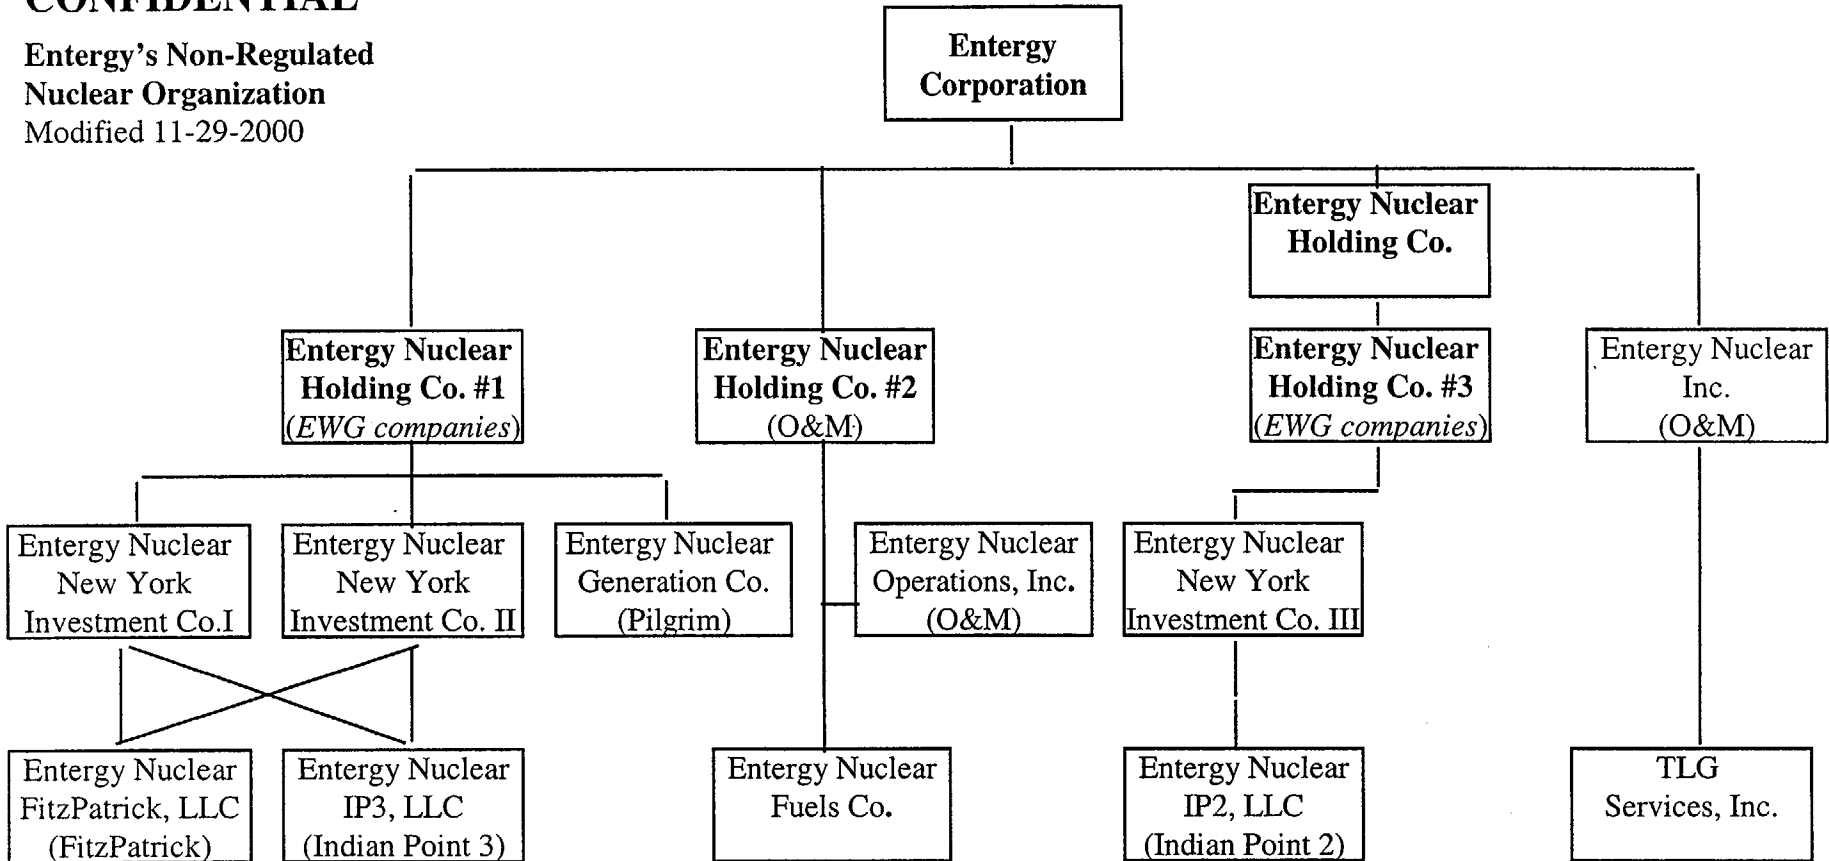 CONFIDENTIAL
Entergy's Non-Regulated
Nuclear Organization
Modified 11-29-2000
Entergy
Corporation
Entergy Nuclear
Holding Co.
Entergy Nuclear
Holding Co. #1
(EWG companies)
Entergy Nuclear
Holding Co. #2
(O&M)
Entergy Nuclear
Holding Co. #3
(EWG companies)
Entergy Nuclear
Inc.
(O&M)
Entergy Nuclear
New York
Investment Co.I
Entergy Nuclear
New York
Investment Co. II
Entergy Nuclear
Generation Co.
(Pilgrim)
Entergy Nuclear
Operations, Inc.
(O&M)
Entergy Nuclear
New York
Investment Co. III
Entergy Nuclear
FitzPatrick, LLC
(FitzPatrick)
Entergy Nuclear
IP3, LLC
(Indian Point 3)
Entergy Nuclear
Fuels Co.
Entergy Nuclear
IP2, LLC
(Indian Point 2)
TLG
Services, Inc.